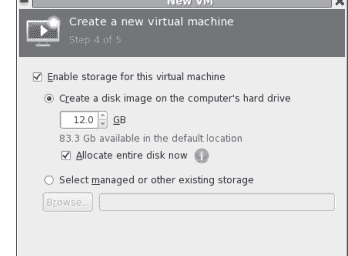 New VM
Create a new virtual machine
Step 4 of 5
Enable storage for this virtual machine
Create a disk image on the computer's hard drive
12.0 GB
83.3 Gb available in the default location
Allocate entire disk now
Select managed or other existing storage
Browse...